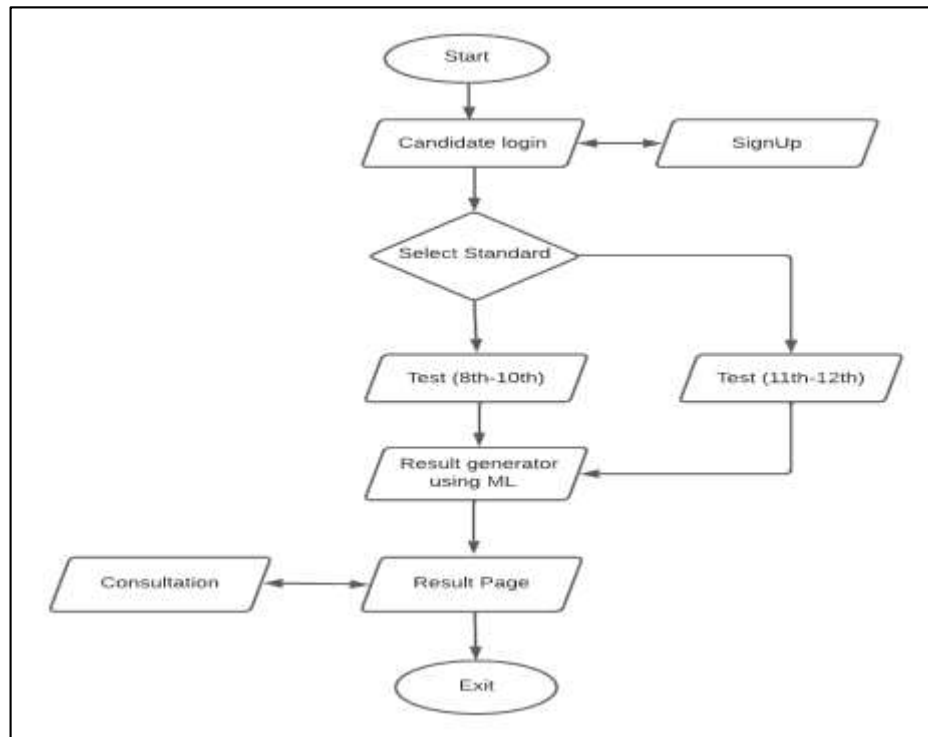 Start
Candidate login
SignUp
Select Standard
Test (8th-10th)
Test (11th-12th)
Result generator
using ML
Consultation
Result Page
Exit